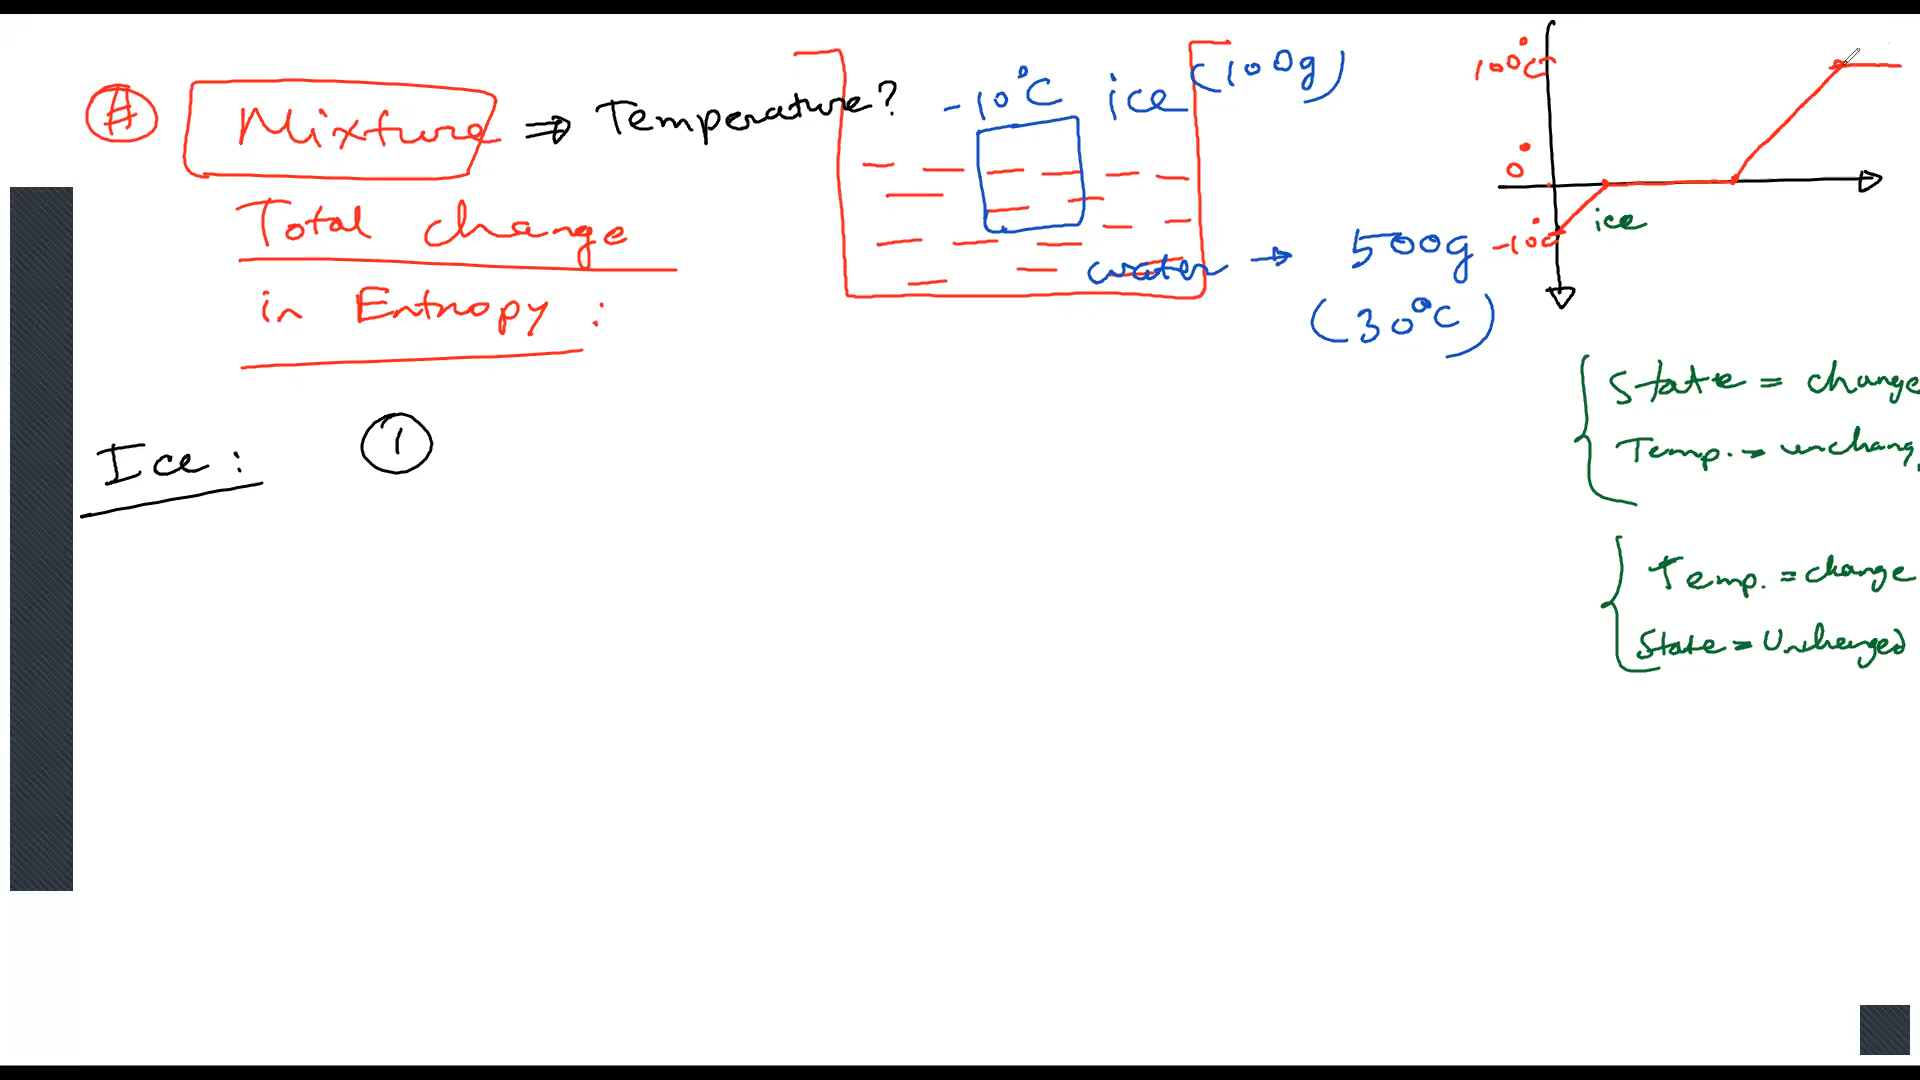 # Mixture ⇒ Temperature?
Total change
in Entropy :
-10°C ice (100g)
water → 500g
(30°C)
100°C
0°
-10°
ice
State = change
Temp. → unchang
Temp. = change
State = Unchanged
Ice : 1